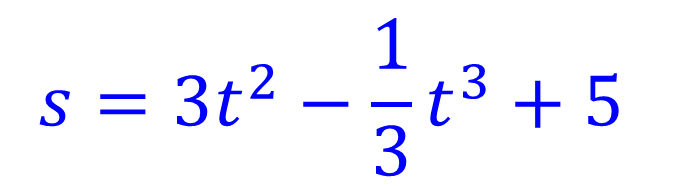 s = 3t² − 1/3 t³ + 5